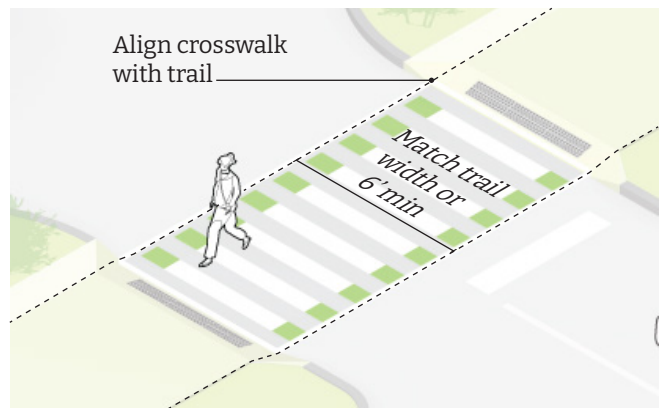 Align crosswalk
with trail
Match trail
width or
6' min